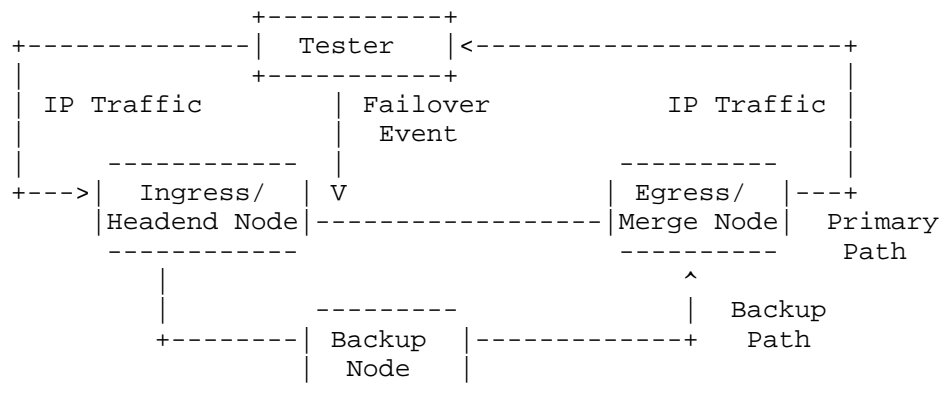 Tester
IP Traffic Failover IP Traffic
Event
Ingress/ V Egress/
Headend Node Merge Node Primary
Path
Backup
Backup Path
Node